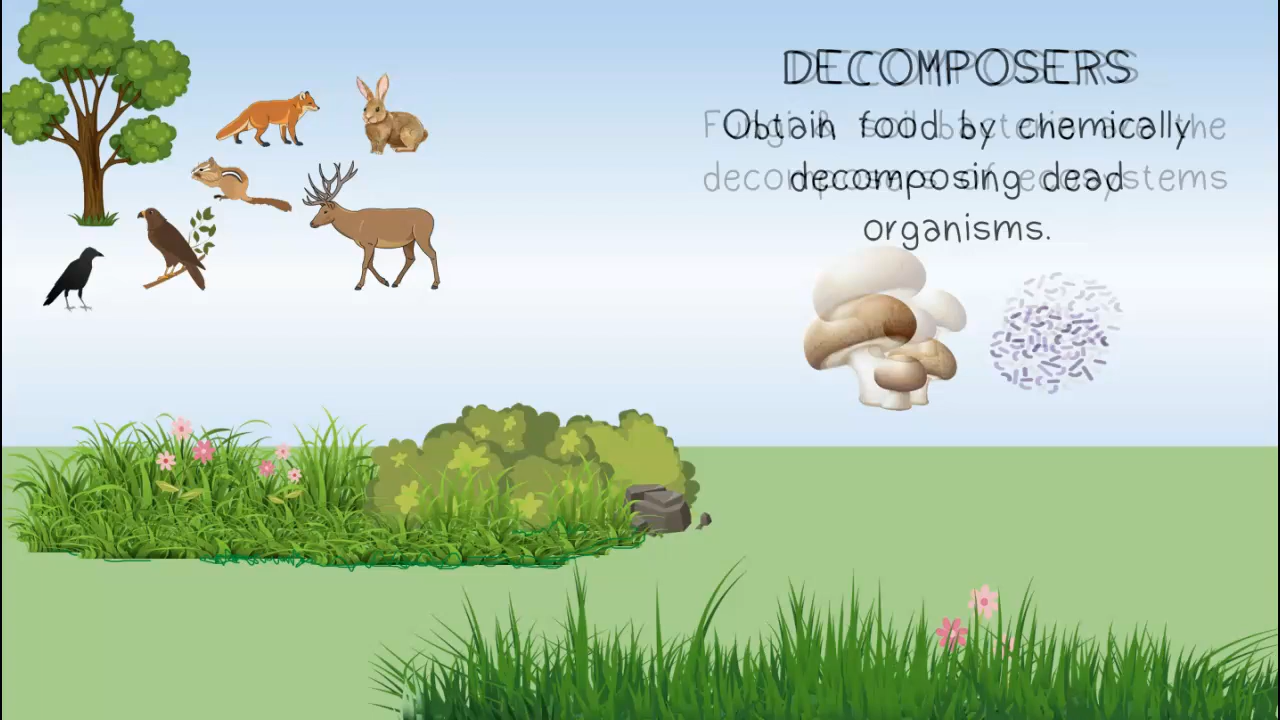 DECOMPOSERS
Obtain food by chemically
decomposing dead
organisms.